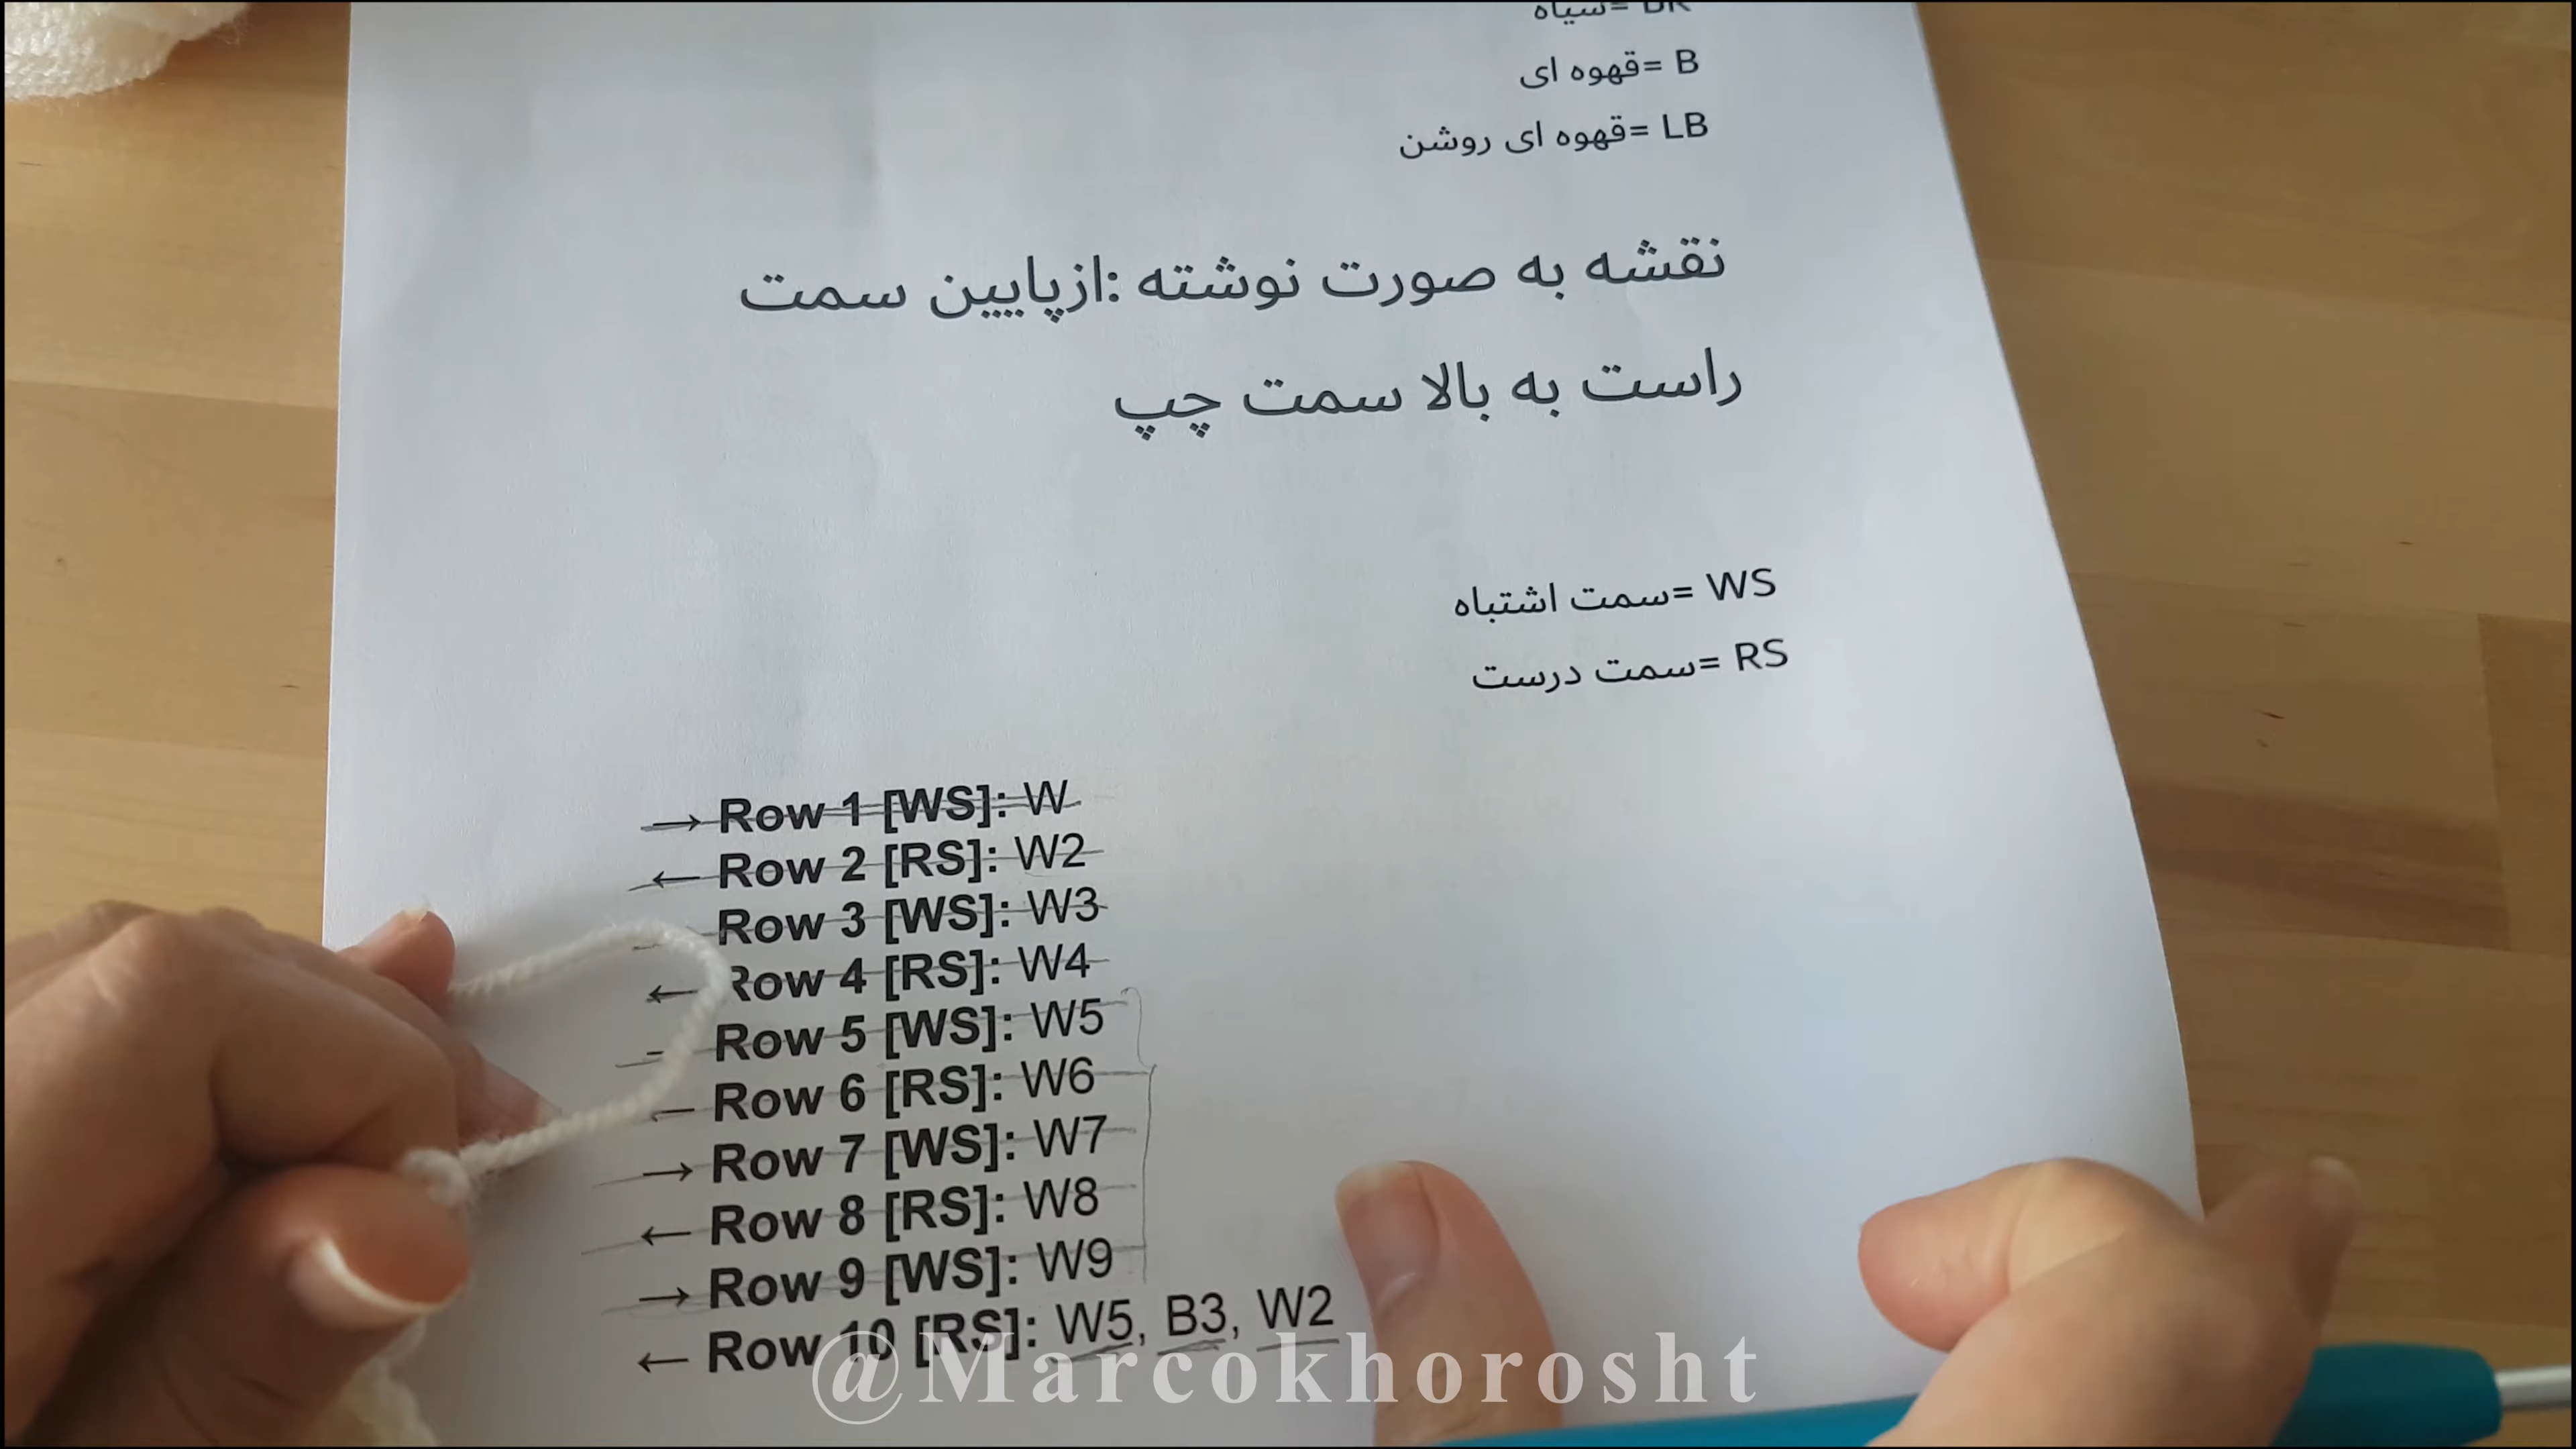 سیاه= BK
قهوه ای= B
قهوه ای روشن= LB
نقشه به صورت نوشته :ازپایین سمت
راست به بالا سمت چپ
سمت اشتباه= WS
سمت درست= RS
→ Row 1 [WS]: W
← Row 2 [RS]: W2
Row 3 [WS]: W3
← Row 4 [RS]: W4
Row 5 [WS]: W5
← Row 6 [RS]: W6
→ Row 7 [WS]: W7
← Row 8 [RS]: W8
→ Row 9 [WS]: W9
← Row 10 [RS]: W5, B3, W2
@Marcokhorosht